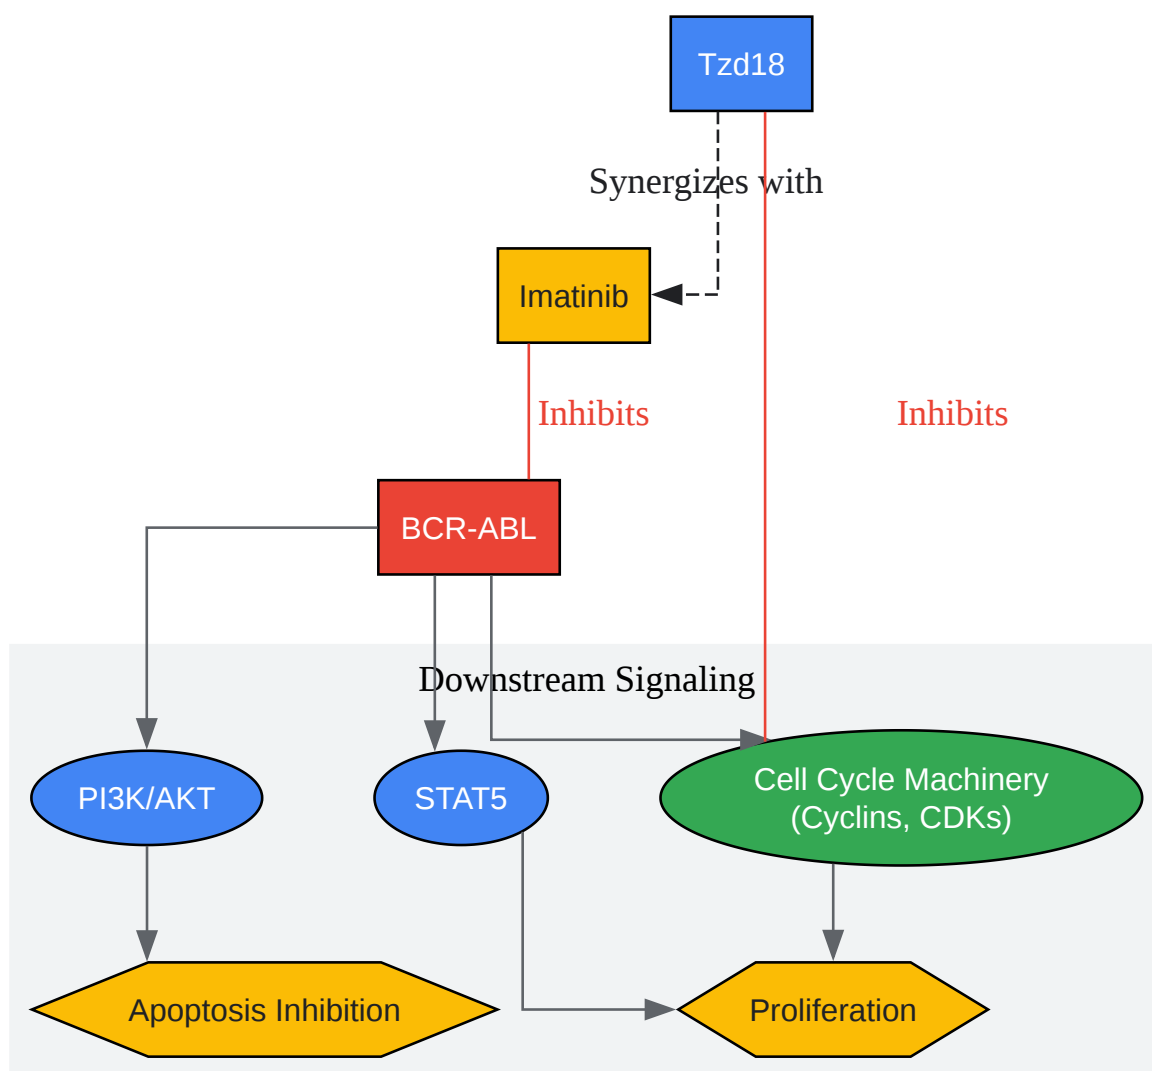 Tzd18
Synergizes with
Imatinib
Inhibits
Inhibits
BCR-ABL
Downstream Signaling
PI3K/AKT
STAT5
Cell Cycle Machinery
(Cyclins, CDKs)
Apoptosis Inhibition
Proliferation